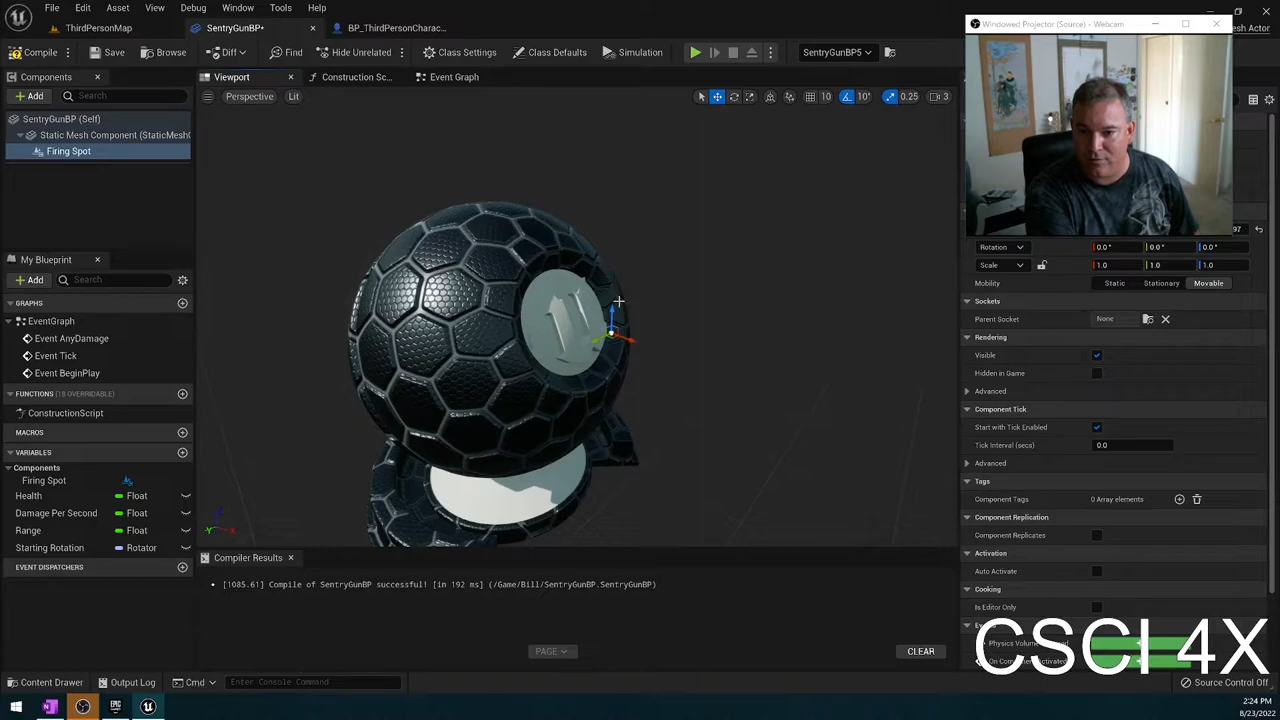 File Edit Asset View Debug Window Tools Help
ThirdPersonMap SentryGunBP* BP_ThirdPersonCharac...
Windowed Projector (Source) - Webcam
Compile Save Browse Diff Find Hide Class Settings Class Defaults Simulation SentryGunBP5
Components Viewport Construction Sc... Event Graph
Add Search Perspective Lit 10 10° 0.25 3
SentryGunBP (Self)
Static Mesh Component (StaticMeshC
Firing Spot
97
Rotation 0.0 ° 0.0 ° 0.0 °
Scale 1.0 1.0 1.0
My Blueprint
Add Search
Mobility Static Stationary Movable
GRAPHS
Sockets
EventGraph
Parent Socket None
Event AnyDamage
Rendering
Event Tick
Visible
Event BeginPlay
Hidden in Game
FUNCTIONS (18 OVERRIDABLE)
Advanced
ConstructionScript
Component Tick
MACROS
Start with Tick Enabled
Tick Interval (secs) 0.0
Components
Advanced
Firing Spot
Tags
Health Float
Component Tags 0 Array elements
Damage Per Second Float
Component Replication
Range Float
Component Replicates
Starting Rotation Rotator
Activation
EVENT DISPATCHERS
Auto Activate
Compiler Results
[1085.61] Compile of SentryGunBP successful! [in 192 ms] (/Game/Bill/SentryGunBP.SentryGunBP)
Cooking
Is Editor Only
PAGE CLEAR
CSCI 4X
Content Drawer Output Log Cmd Enter Console Command Source Control Off
2:24 PM
8/23/2022